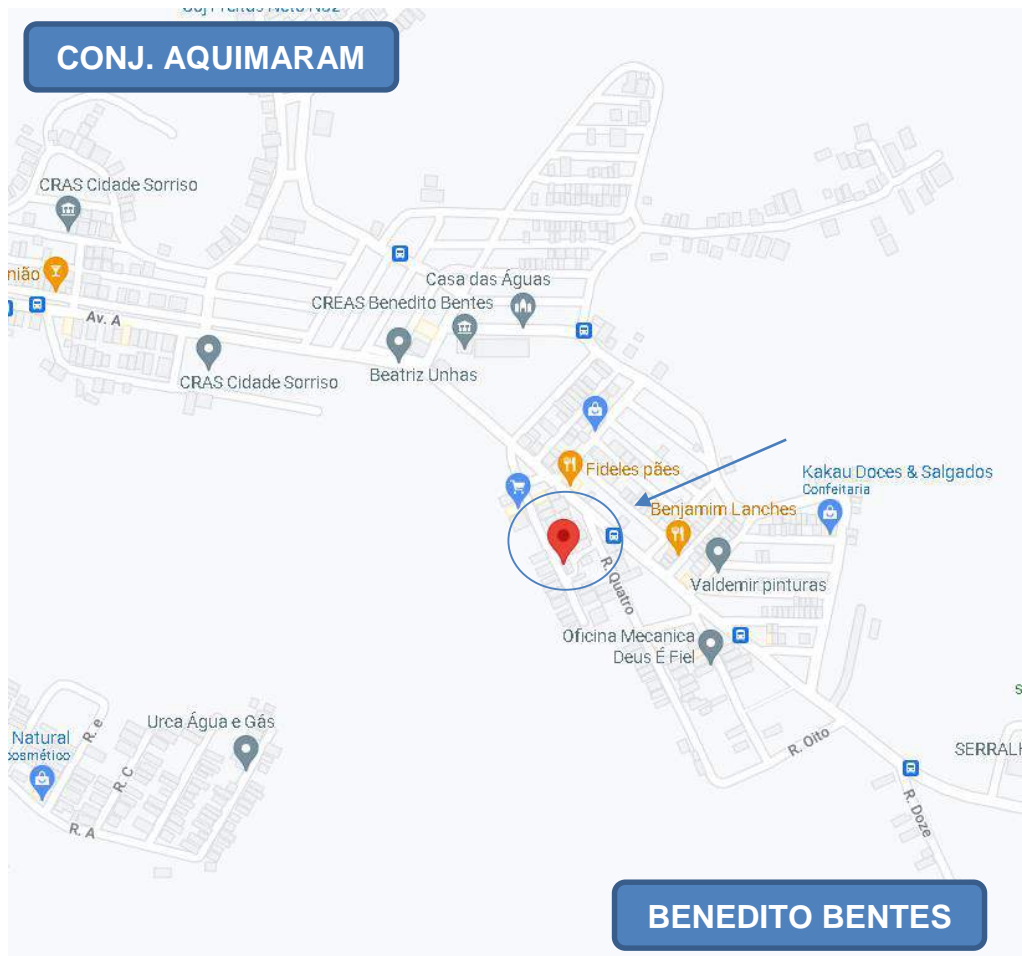 CONJ. AQUIMARAM
CRAS Cidade Sorriso
nião
Av. A
Casa das Águas
CREAS Benedito Bentes
CRAS Cidade Sorriso
Beatriz Unhas
Fideles pães
Kakau Doces & Salgados
Confeitaria
Benjamim Lanches
R. Quatro
Valdemir pinturas
Oficina Mecanica
Deus É Fiel
s
Urca Água e Gás
R. e
Natural
cosmético
R. C
R. A
R. Oito
SERRALH
R. Doze
BENEDITO BENTES